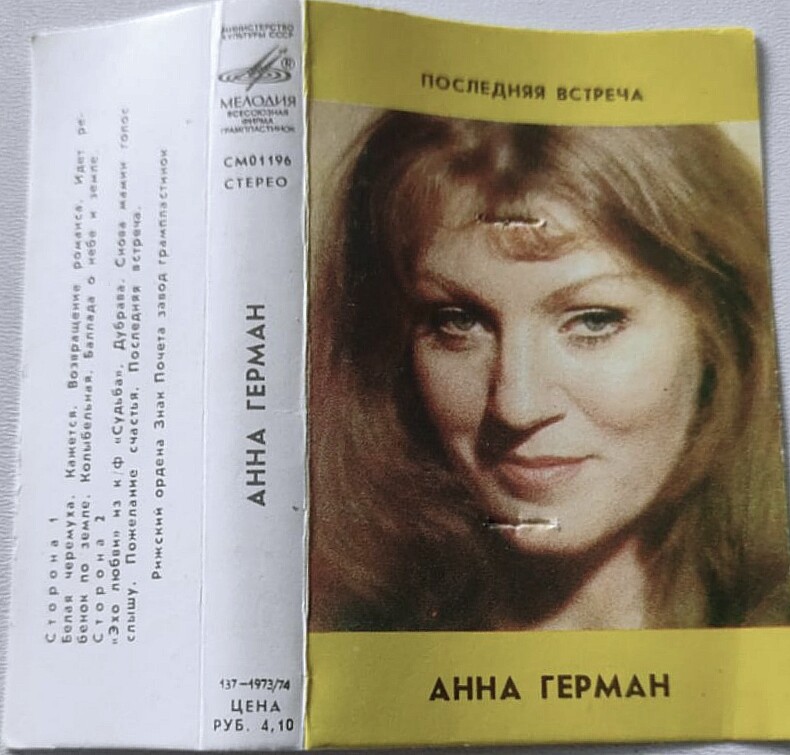 Сторона 1
Белая черемуха. Кажется. Возвращение романса. Идет ре-
бенок по земле. Колыбельная. Баллада о небе и земле.
Сторона 2
«Эхо любви» из к/ф «Судьба». Дубрава. Снова мамин голос
слышу. Пожелание счастья. Последняя встреча.
Рижский ордена Знак Почета завод грампластинок
МИНИСТЕРСТВО
КУЛЬТУРЫ СССР
®
МЕЛОДИЯ
ВСЕСОЮЗНАЯ
ФИРМА
ГРАМПЛАСТИНОК
СМ01196
СТЕРЕО
АННА ГЕРМАН
137—1973/74
ЦЕНА
РУБ. 4,10
ПОСЛЕДНЯЯ ВСТРЕЧА
АННА ГЕРМАН